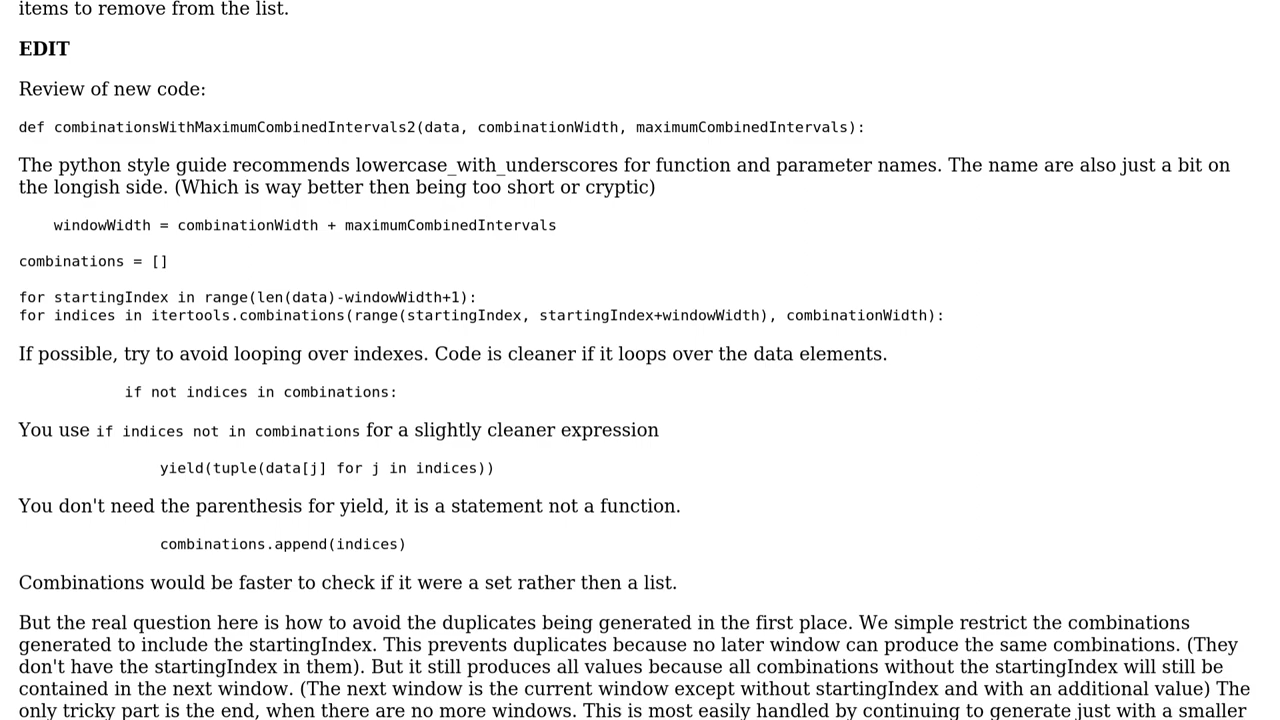 items to remove from the list.
EDIT
Review of new code:
def combinationsWithMaximumCombinedIntervals2(data, combinationWidth, maximumCombinedIntervals):
The python style guide recommends lowercase_with_underscores for function and parameter names. The name are also just a bit on
the longish side. (Which is way better then being too short or cryptic)
    windowWidth = combinationWidth + maximumCombinedIntervals
combinations = []
for startingIndex in range(len(data)-windowWidth+1):
for indices in itertools.combinations(range(startingIndex, startingIndex+windowWidth), combinationWidth):
If possible, try to avoid looping over indexes. Code is cleaner if it loops over the data elements.
            if not indices in combinations:
You use if indices not in combinations for a slightly cleaner expression
                yield(tuple(data[j] for j in indices))
You don't need the parenthesis for yield, it is a statement not a function.
                combinations.append(indices)
Combinations would be faster to check if it were a set rather then a list.
But the real question here is how to avoid the duplicates being generated in the first place. We simple restrict the combinations
generated to include the startingIndex. This prevents duplicates because no later window can produce the same combinations. (They
don't have the startingIndex in them). But it still produces all values because all combinations without the startingIndex will still be
contained in the next window. (The next window is the current window except without startingIndex and with an additional value) The
only tricky part is the end, when there are no more windows. This is most easily handled by continuing to generate just with a smaller